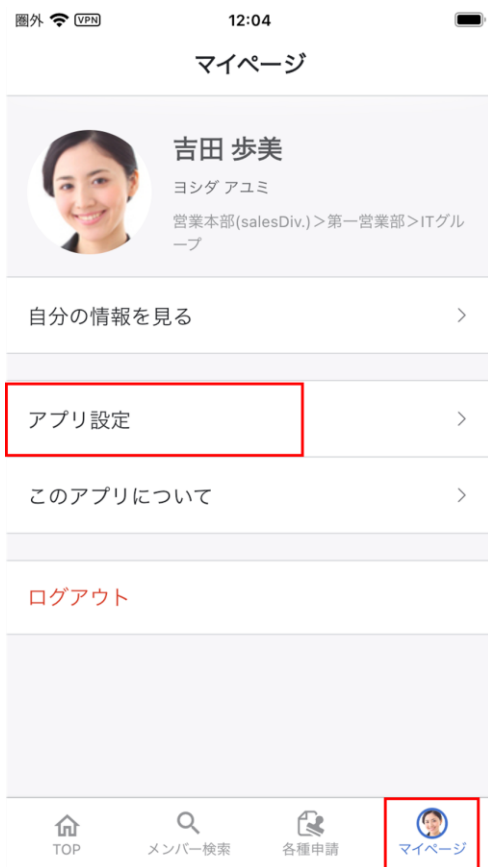 圏外 VPN 12:04
マイページ
吉田 歩美
ヨシダ アユミ
営業本部(salesDiv.)＞第一営業部>ITグル
ープ
自分の情報を見る
アプリ設定
このアプリについて
ログアウト
TOP メンバー検索 各種申請 マイページ